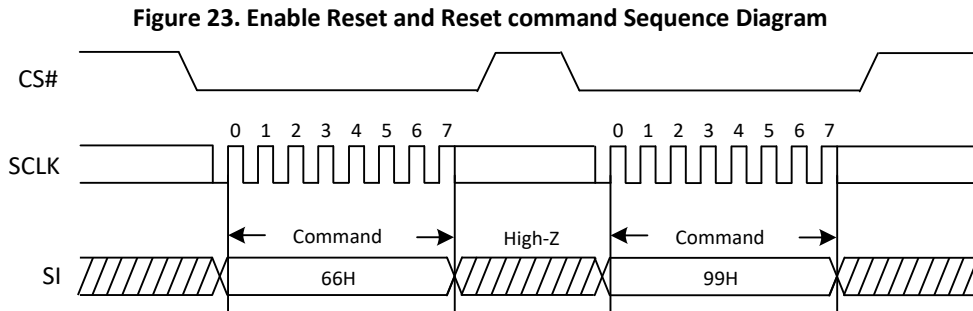 Figure 23. Enable Reset and Reset command Sequence Diagram
CS#
0 1 2 3 4 5 6 7 0 1 2 3 4 5 6 7
SCLK
Command High-Z Command
SI 66H 99H